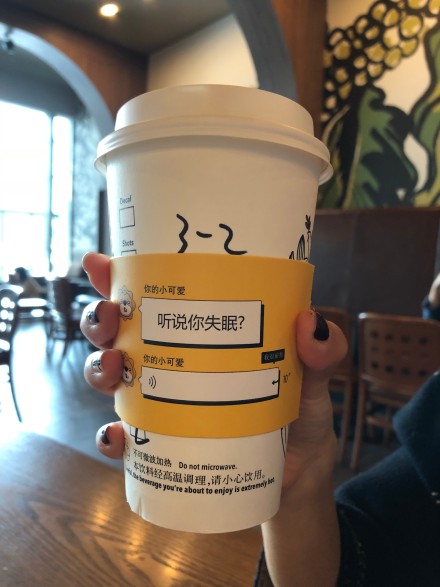 Decaf
Shots
3-2
你的小可爱
听说你失眠?
你的小可爱
10"
不可微波加热 Do not microwave.
本饮料经高温调理,请小心饮用。
the beverage you're about to enjoy is extremely hot.